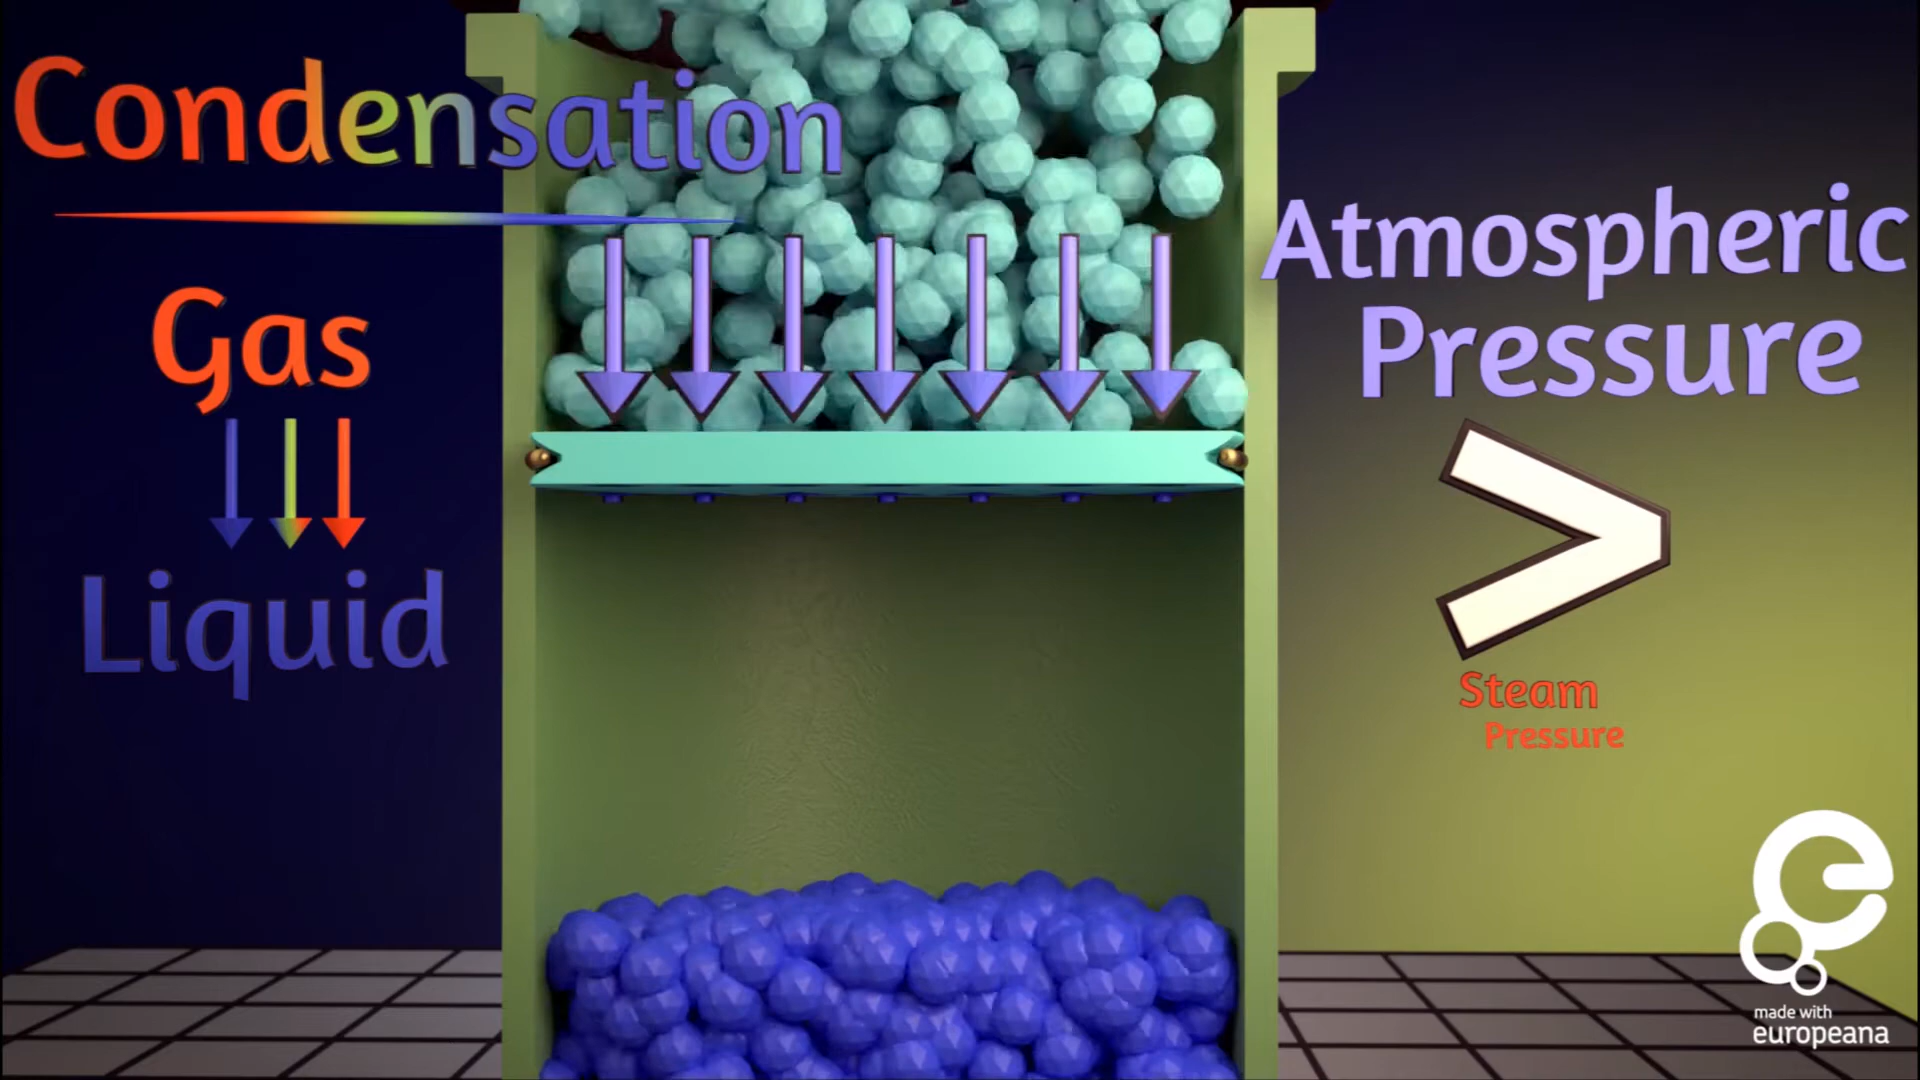 Condensation
Gas
Liquid
Atmospheric
Pressure
>
Steam
Pressure
made with
europeana